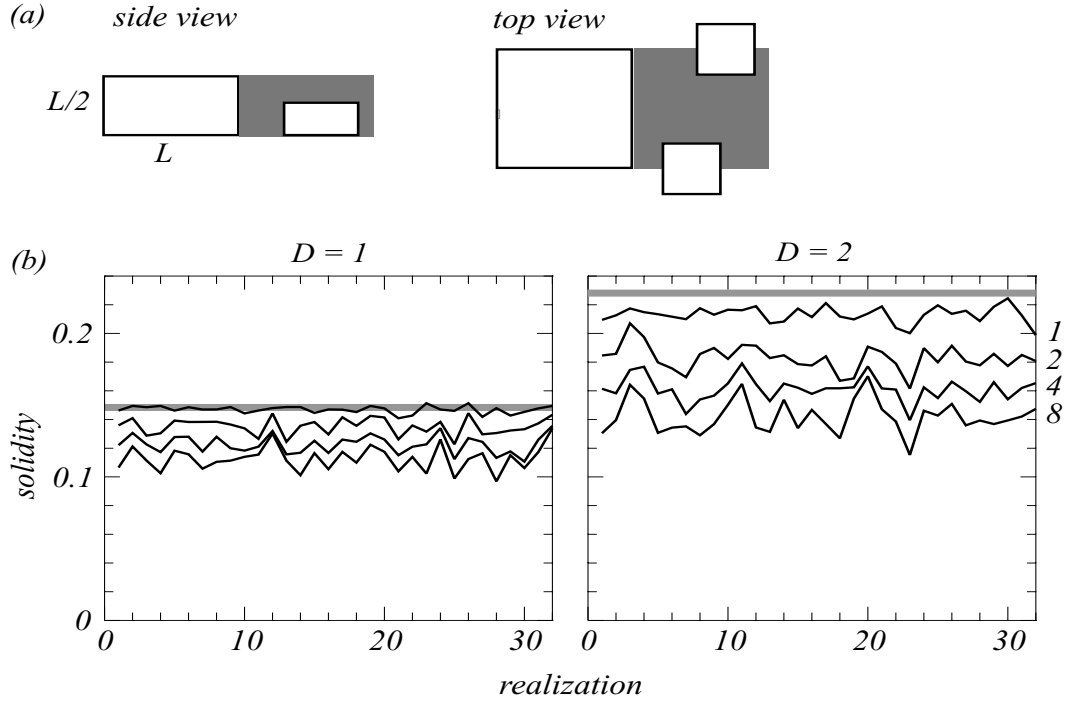 (a)
side view
top view
L/2
L
(b)
D = 1
D = 2
solidity
0.2
0.1
0
0 10 20 30
0 10 20 30
1
2
4
8
realization